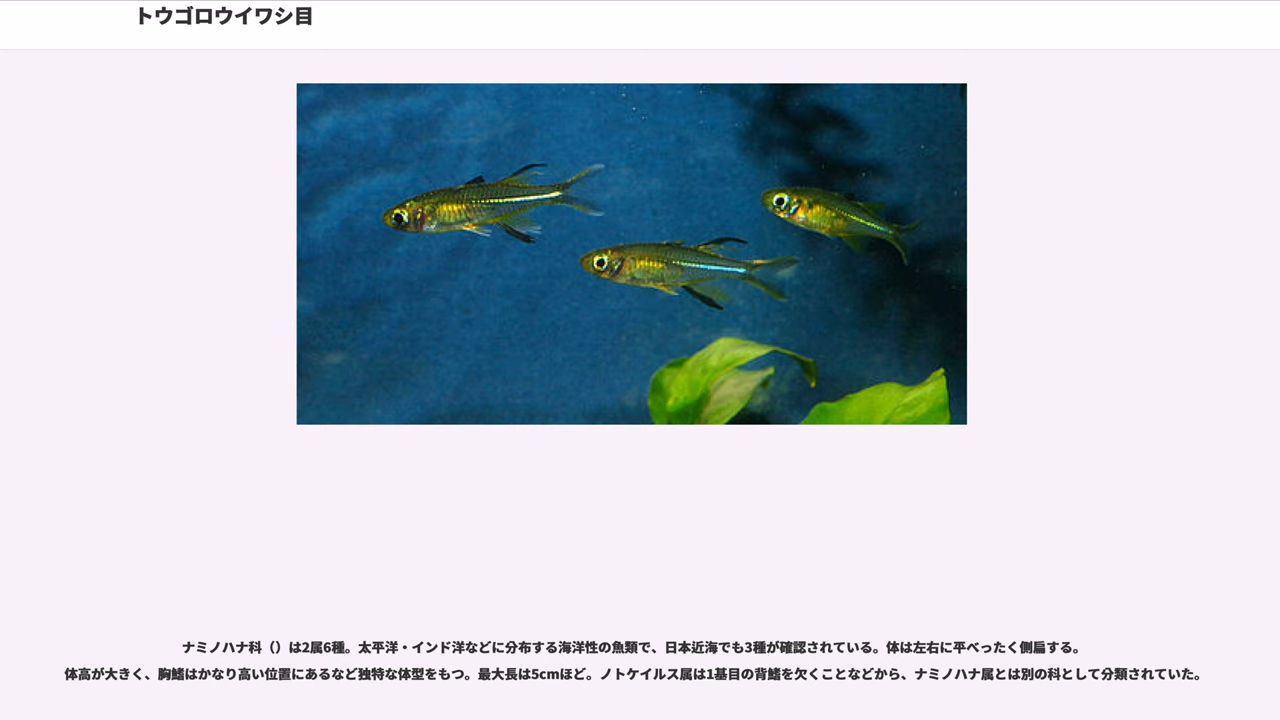 トウゴロウイワシ目
ナミノハナ科（）は2属6種。太平洋・インド洋などに分布する海洋性の魚類で、日本近海でも3種が確認されている。体は左右に平べったく側扁する。
体高が大きく、胸鰭はかなり高い位置にあるなど独特な体型をもつ。最大長は5cmほど。ノトケイルス属は1基目の背鰭を欠くことなどから、ナミノハナ属とは別の科として分類されていた。